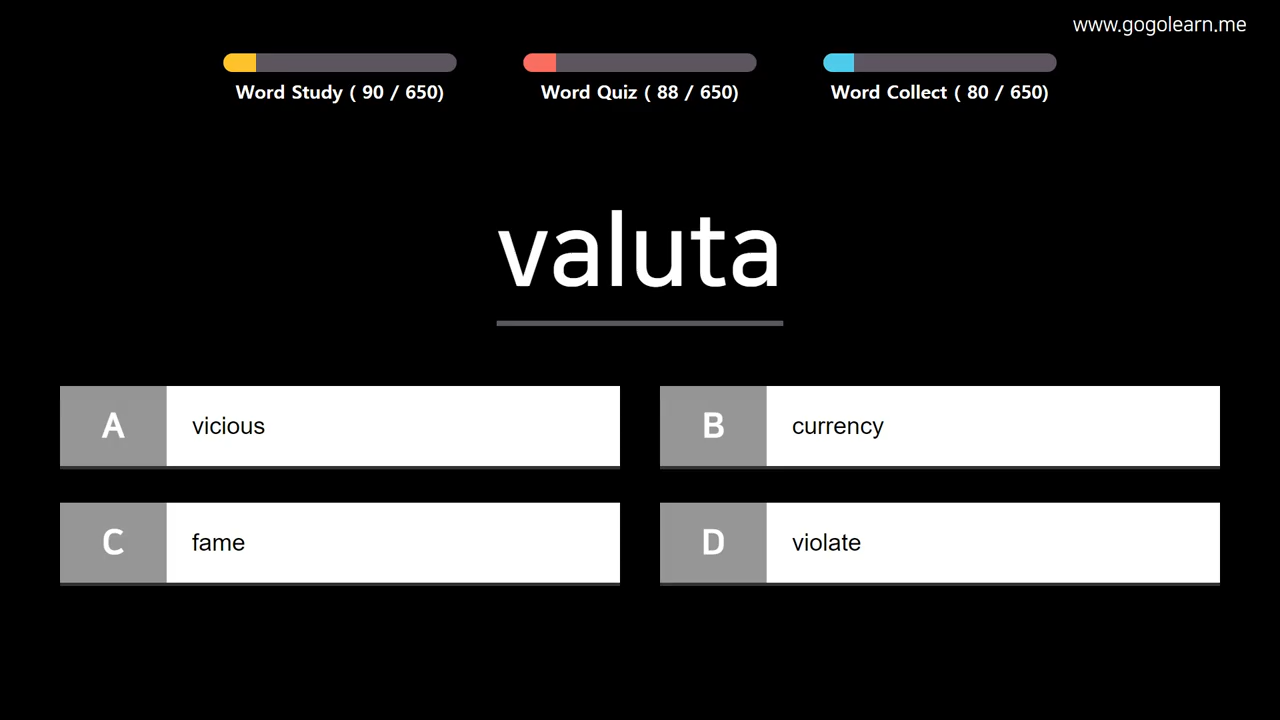 www.gogolearn.me
Word Study ( 90 / 650)
Word Quiz ( 88 / 650)
Word Collect ( 80 / 650)
valuta
A vicious
B currency
C fame
D violate